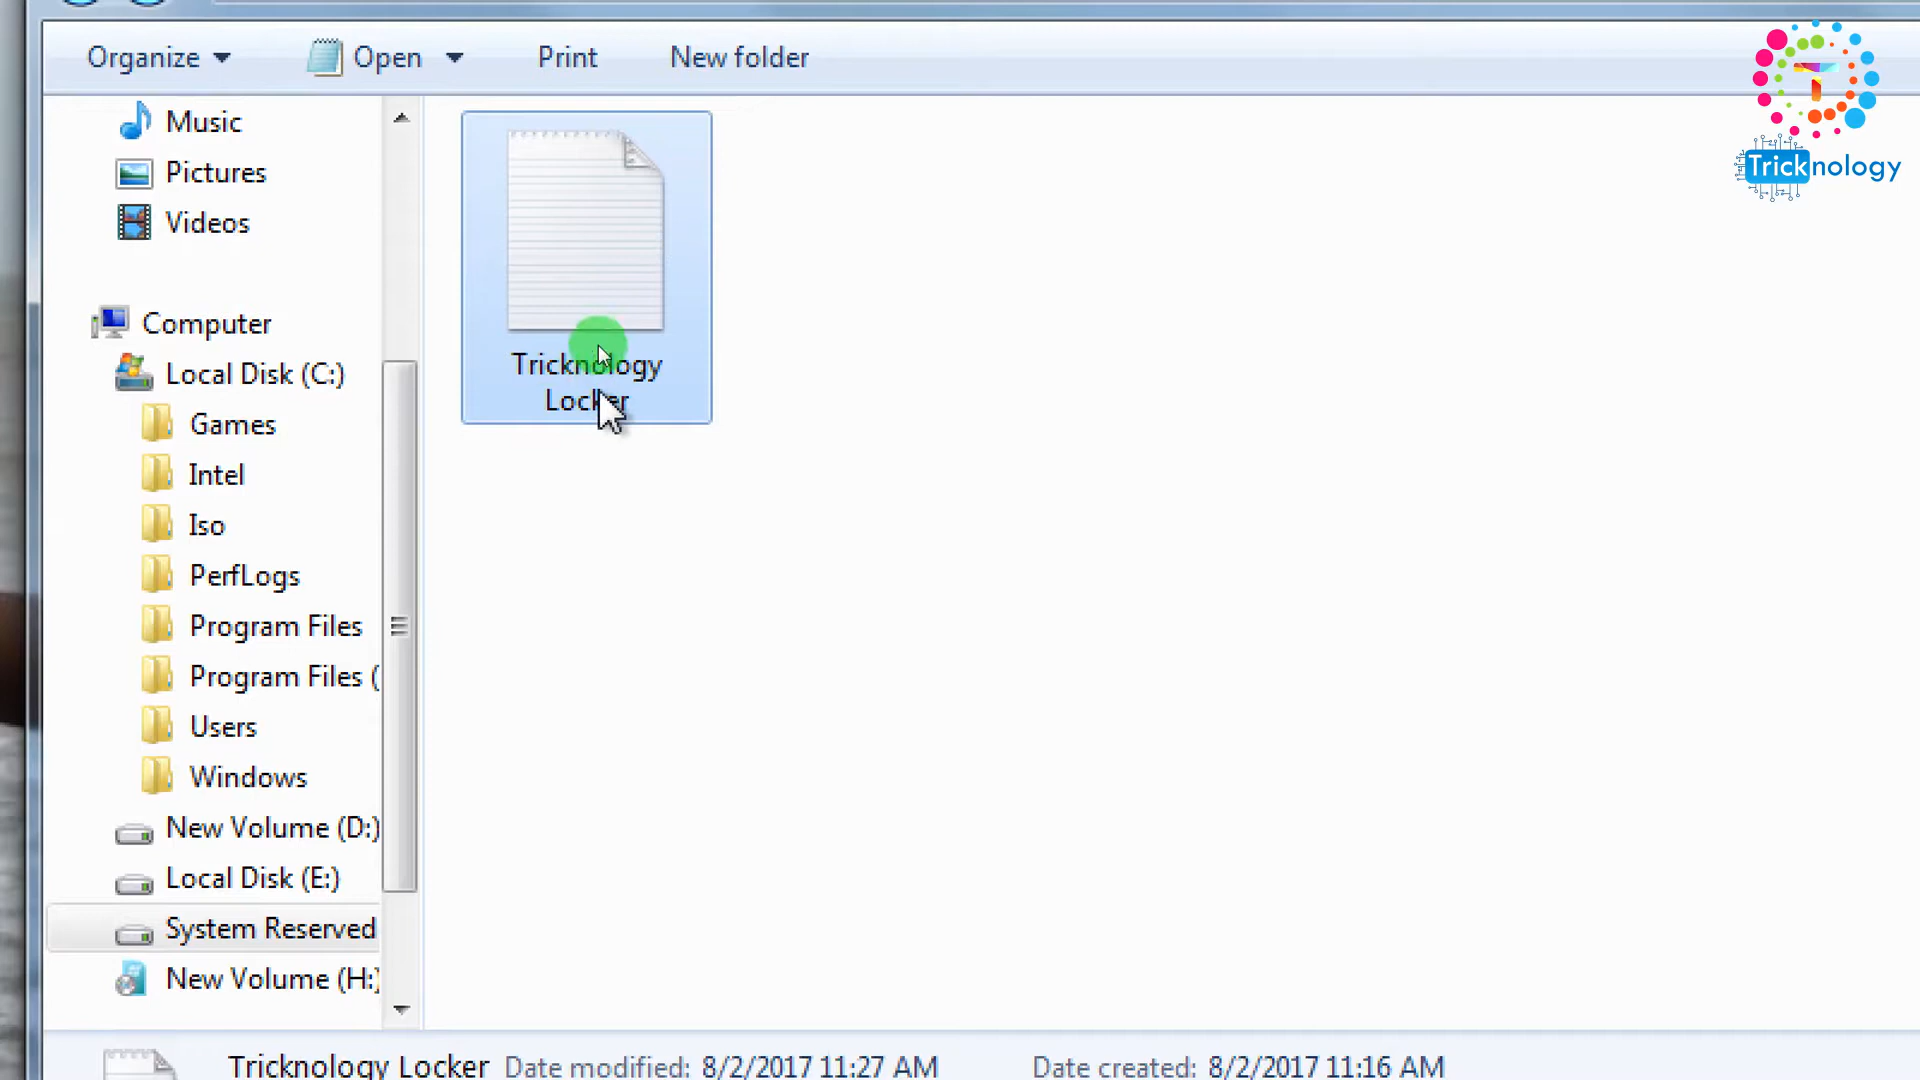 Organize
Open
Print
New folder
Tricknology
Music
Pictures
Videos
Computer
Local Disk (C:)
Games
Intel
Iso
PerfLogs
Program Files
Program Files (
Users
Windows
New Volume (D:)
Local Disk (E:)
System Reserved
New Volume (H:)
Tricknology
Locker
Tricknology Locker
Date modified: 8/2/2017 11:27 AM
Date created: 8/2/2017 11:16 AM